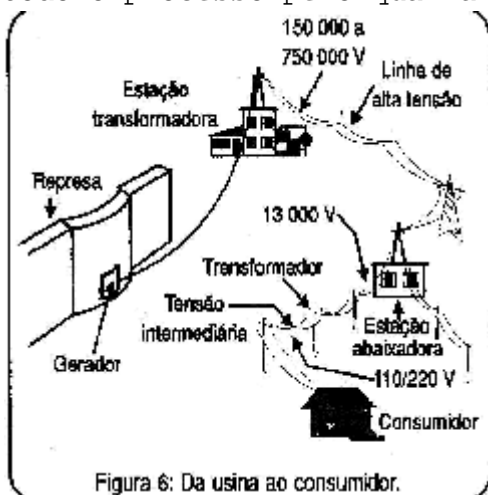 150 000 a
750 000 V
Linha de
alta tensão
Estação
transformadora
Represa
13 000 V
Transformador
Tensão
intermediária
Estação
abaixadora
Gerador
110/220 V
Consumidor
Figura 6: Da usina ao consumidor.